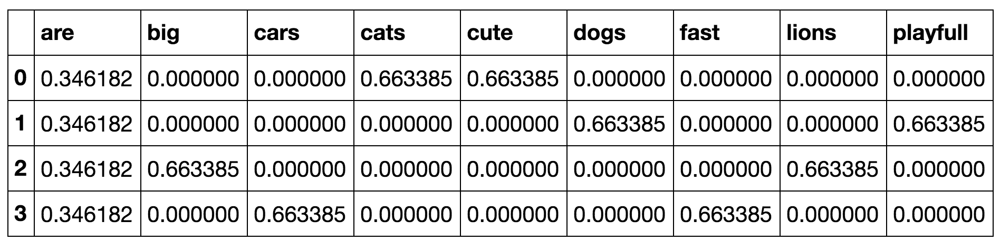 are big cars cats cute dogs fast lions playfull
0 0.346182 0.000000 0.000000 0.663385 0.663385 0.000000 0.000000 0.000000 0.000000
1 0.346182 0.000000 0.000000 0.000000 0.000000 0.663385 0.000000 0.000000 0.663385
2 0.346182 0.663385 0.000000 0.000000 0.000000 0.000000 0.000000 0.663385 0.000000
3 0.346182 0.000000 0.663385 0.000000 0.000000 0.000000 0.663385 0.000000 0.000000